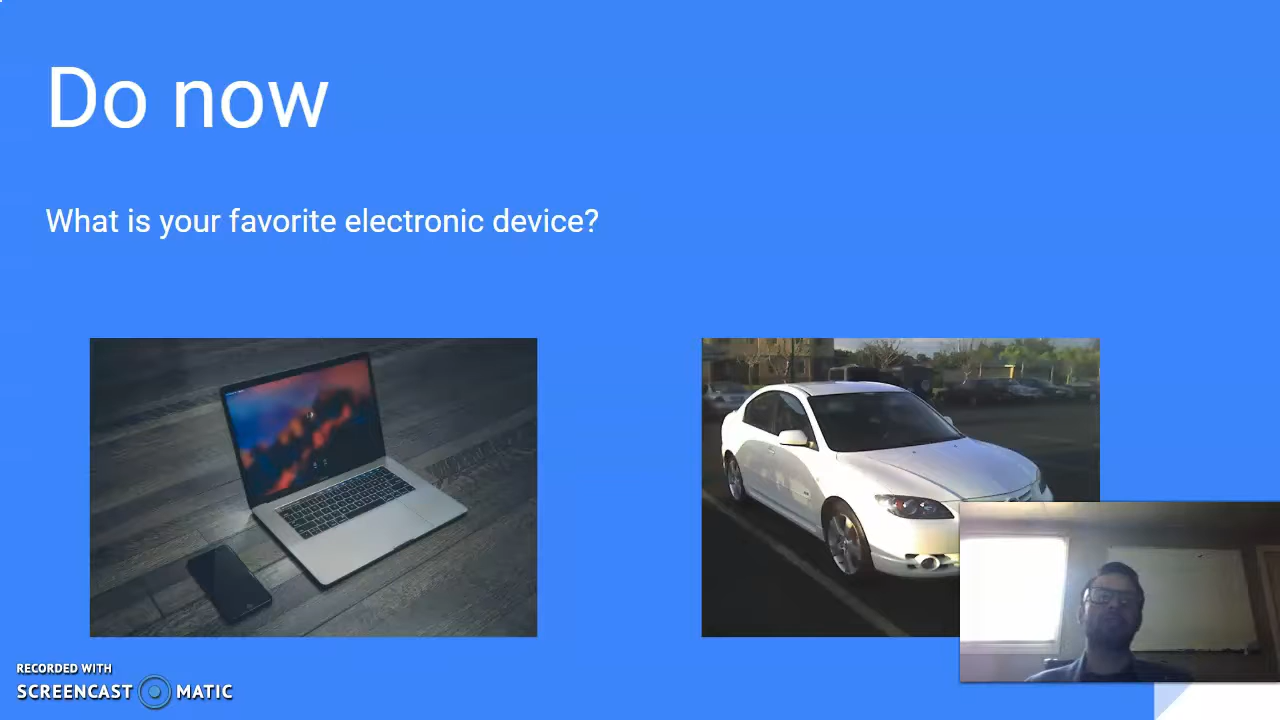 Do now
What is your favorite electronic device?
RECORDED WITH
SCREENCAST MATIC